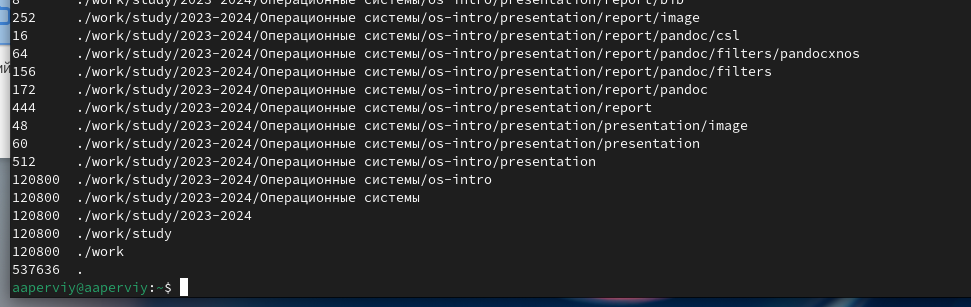 8 ./work/study/2023-2024/Операционные системы/os-intro/presentation/report/bib
252 ./work/study/2023-2024/Операционные системы/os-intro/presentation/report/image
16 ./work/study/2023-2024/Операционные системы/os-intro/presentation/report/pandoc/csl
64 ./work/study/2023-2024/Операционные системы/os-intro/presentation/report/pandoc/filters/pandocxnos
156 ./work/study/2023-2024/Операционные системы/os-intro/presentation/report/pandoc/filters
172 ./work/study/2023-2024/Операционные системы/os-intro/presentation/report/pandoc
444 ./work/study/2023-2024/Операционные системы/os-intro/presentation/report
48 ./work/study/2023-2024/Операционные системы/os-intro/presentation/presentation/image
60 ./work/study/2023-2024/Операционные системы/os-intro/presentation/presentation
512 ./work/study/2023-2024/Операционные системы/os-intro/presentation
120800 ./work/study/2023-2024/Операционные системы/os-intro
120800 ./work/study/2023-2024/Операционные системы
120800 ./work/study/2023-2024
120800 ./work/study
120800 ./work
537636 .
aaperviy@aaperviy:~$